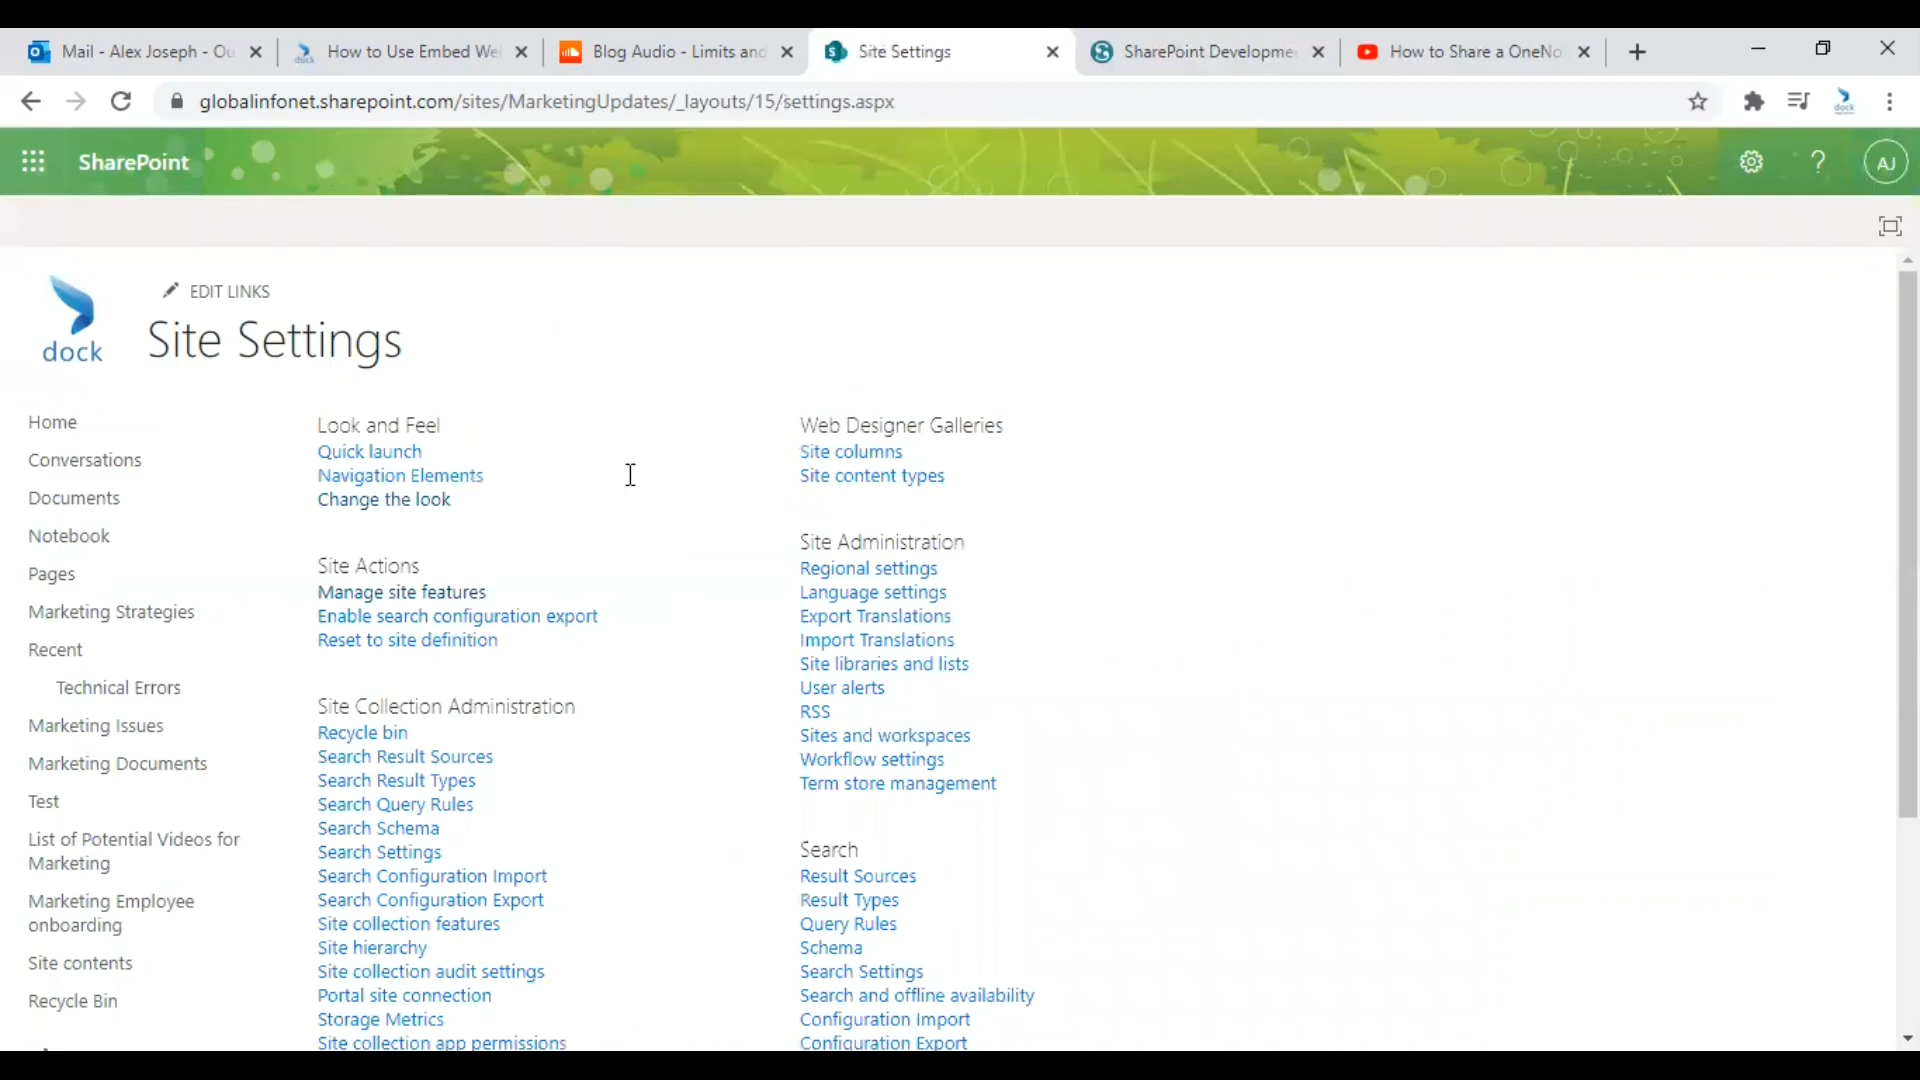 Mail - Alex Joseph - Ou
How to Use Embed We
Blog Audio - Limits and
Site Settings
SharePoint Developme
How to Share a OneNo
globalinfonet.sharepoint.com/sites/MarketingUpdates/_layouts/15/settings.aspx
dock
SharePoint
?
AJ
dock
EDIT LINKS
Site Settings
Home
Conversations
Documents
Notebook
Pages
Marketing Strategies
Recent
Technical Errors
Marketing Issues
Marketing Documents
Test
List of Potential Videos for
Marketing
Marketing Employee
onboarding
Site contents
Recycle Bin
Look and Feel
Quick launch
Navigation Elements
Change the look
Site Actions
Manage site features
Enable search configuration export
Reset to site definition
Site Collection Administration
Recycle bin
Search Result Sources
Search Result Types
Search Query Rules
Search Schema
Search Settings
Search Configuration Import
Search Configuration Export
Site collection features
Site hierarchy
Site collection audit settings
Portal site connection
Storage Metrics
Site collection app permissions
Web Designer Galleries
Site columns
Site content types
Site Administration
Regional settings
Language settings
Export Translations
Import Translations
Site libraries and lists
User alerts
RSS
Sites and workspaces
Workflow settings
Term store management
Search
Result Sources
Result Types
Query Rules
Schema
Search Settings
Search and offline availability
Configuration Import
Configuration Export